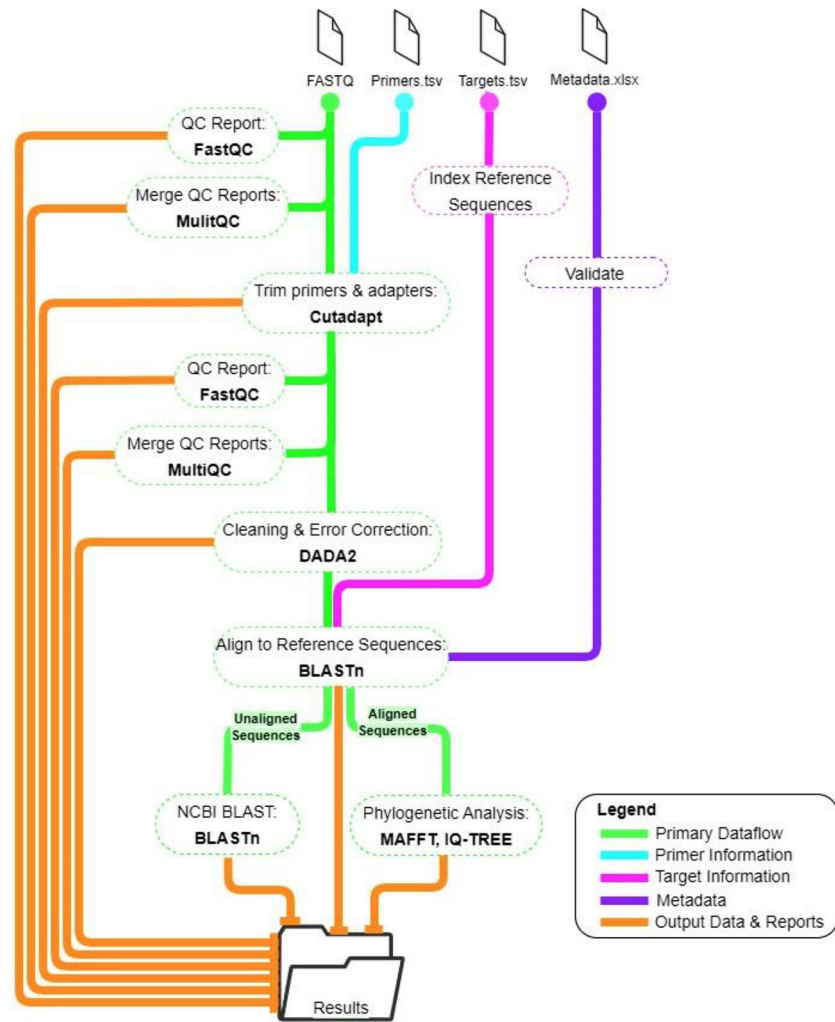 FASTQ
Primers.tsv
Targets.tsv
Metadata.xlsx
QC Report:
FastQC
Merge QC Reports:
MulitQC
Index Reference
Sequences
Validate
Trim primers & adapters:
Cutadapt
QC Report:
FastQC
Merge QC Reports:
MultiQC
Cleaning & Error Correction:
DADA2
Align to Reference Sequences:
BLASTn
Unaligned
Sequences
Aligned
Sequences
NCBI BLAST:
BLASTn
Phylogenetic Analysis:
MAFFT, IQ-TREE
Legend
Primary Dataflow
Primer Information
Target Information
Metadata
Output Data & Reports
Results